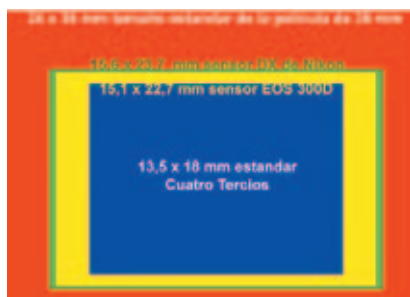 24 x 36 mm tamaño estandar de la película de 35 mm
15,6 x 23,7 mm sensor DX de Nikon
15,1 x 22,7 mm sensor EOS 300D
13,5 x 18 mm estandar
Cuatro Tercios